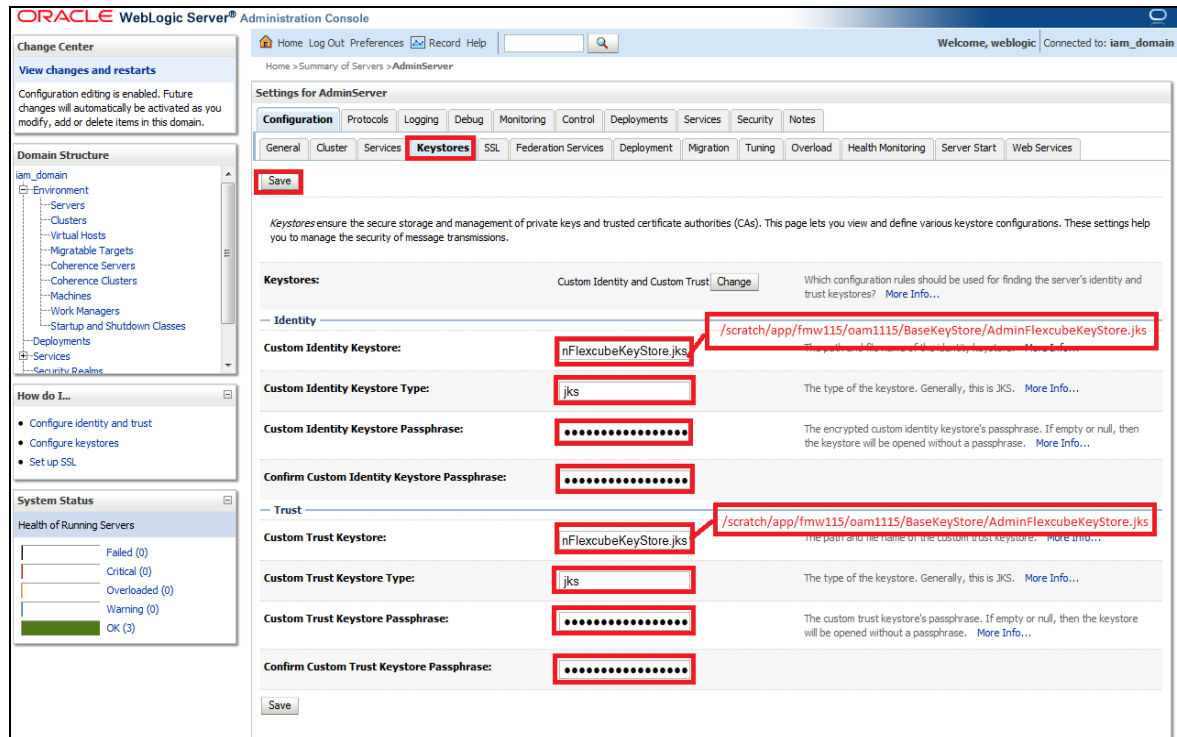 ORACLE WebLogic Server® Administration Console
Change Center
View changes and restarts
Configuration editing is enabled. Future
changes will automatically be activated as you
modify, add or delete items in this domain.
Domain Structure
iam_domain
Environment
Servers
Clusters
Virtual Hosts
Migratable Targets
Coherence Servers
Coherence Clusters
Machines
Work Managers
Startup and Shutdown Classes
Deployments
Services
Security Realms
How do I...
Configure identity and trust
Configure keystores
Set up SSL
System Status
Health of Running Servers
Failed (0)
Critical (0)
Overloaded (0)
Warning (0)
OK (3)
Home Log Out Preferences Record Help
Welcome, weblogic Connected to: iam_domain
Home >Summary of Servers >AdminServer
Settings for AdminServer
Configuration Protocols Logging Debug Monitoring Control Deployments Services Security Notes
General Cluster Services Keystores SSL Federation Services Deployment Migration Tuning Overload Health Monitoring Server Start Web Services
Save
Keystores ensure the secure storage and management of private keys and trusted certificate authorities (CAs). This page lets you view and define various keystore configurations. These settings help
you to manage the security of message transmissions.
Keystores: Custom Identity and Custom Trust Change Which configuration rules should be used for finding the server's identity and
trust keystores? More Info...
Identity
/scratch/app/fmw115/oam1115/BaseKeyStore/AdminFlexcubeKeyStore.jks
Custom Identity Keystore: nFlexcubeKeyStore.jks The path and file name of the identity keystore. More Info...
Custom Identity Keystore Type: jks The type of the keystore. Generally, this is JKS. More Info...
Custom Identity Keystore Passphrase: ••••••••••••••••• The encrypted custom identity keystore's passphrase. If empty or null, then
the keystore will be opened without a passphrase. More Info...
Confirm Custom Identity Keystore Passphrase: •••••••••••••••••
Trust
/scratch/app/fmw115/oam1115/BaseKeyStore/AdminFlexcubeKeyStore.jks
Custom Trust Keystore: nFlexcubeKeyStore.jks The path and file name of the custom trust keystore. More Info...
Custom Trust Keystore Type: jks The type of the keystore. Generally, this is JKS. More Info...
Custom Trust Keystore Passphrase: ••••••••••••••••• The custom trust keystore's passphrase. If empty or null, then the keystore
will be opened without a passphrase. More Info...
Confirm Custom Trust Keystore Passphrase: •••••••••••••••••
Save